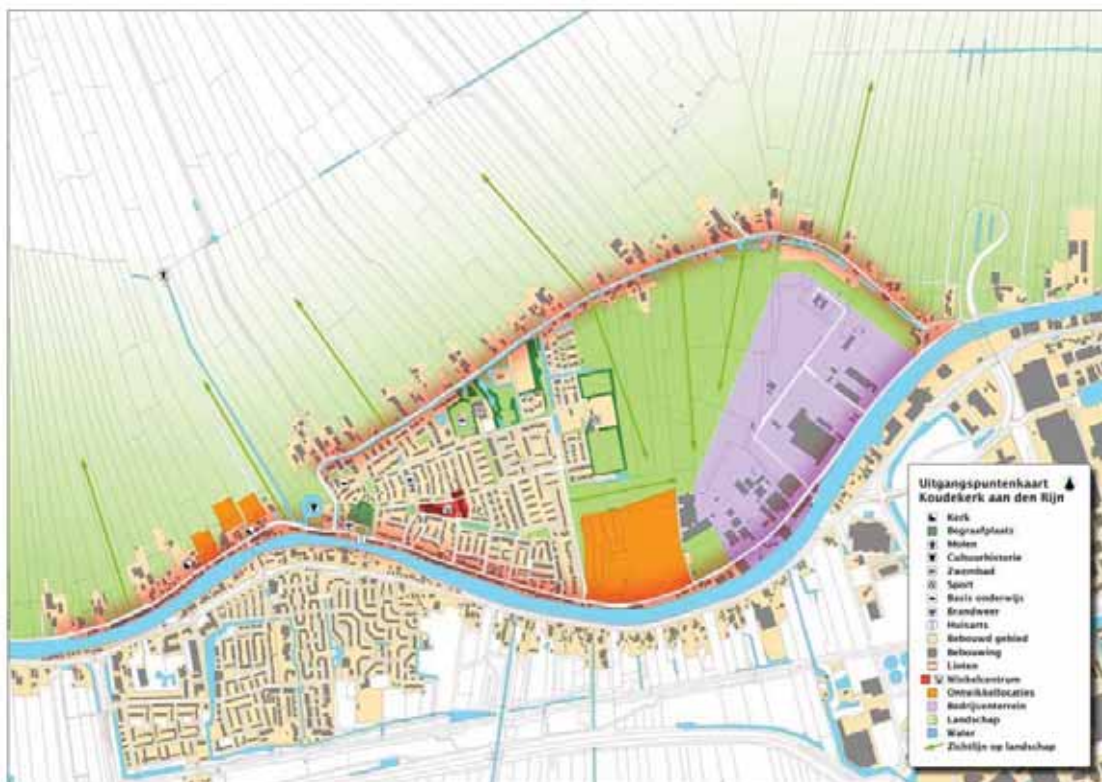 Uitgangspuntenkaart
Koudekerk aan den Rijn
Kerk
Begraafplaats
Molen
Cultuurhistorie
Zwembad
Sport
Basis onderwijs
Brandweer
Huisarts
Bebouwd gebied
Bebouwing
Linten
Winkelcentrum
Ontwikkellocaties
Bedrijventerrein
Landschap
Water
Zichtlijn op landschap